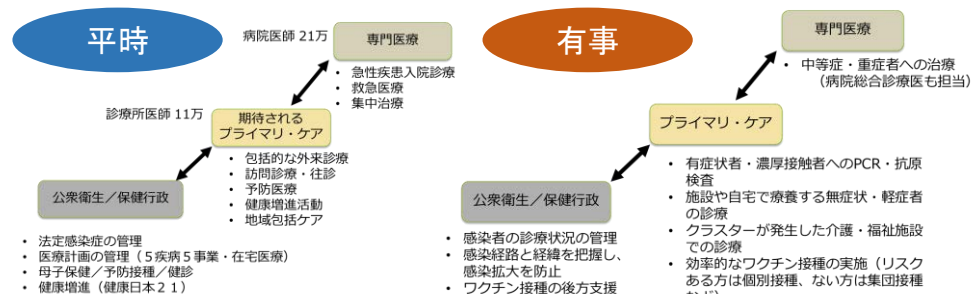 平時
病院医師 21万
専門医療
・ 急性疾患入院診療
・ 救急医療
・ 集中治療
診療所医師 11万
期待される
プライマリ・ケア
・ 包括的な外来診療
・ 訪問診療・往診
・ 予防医療
・ 健康増進活動
・ 地域包括ケア
公衆衛生／保健行政
・ 法定感染症の管理
・ 医療計画の管理（５疾病５事業・在宅医療）
・ 母子保健／予防接種／健診
・ 健康増進（健康日本２１）
有事
専門医療
・ 中等症・重症者への治療
（病院総合診療医も担当）
プライマリ・ケア
・ 有症状者・濃厚接触者へのPCR・抗原
検査
・ 施設や自宅で療養する無症状・軽症者
の診療
・ クラスターが発生した介護・福祉施設
での診療
・ 効率的なワクチン接種の実施（リスク
ある方は個別接種、ない方は集団接種
など）
公衆衛生／保健行政
・ 感染者の診療状況の管理
・ 感染経路と経緯を把握し、
感染拡大を防止
・ ワクチン接種の後方支援